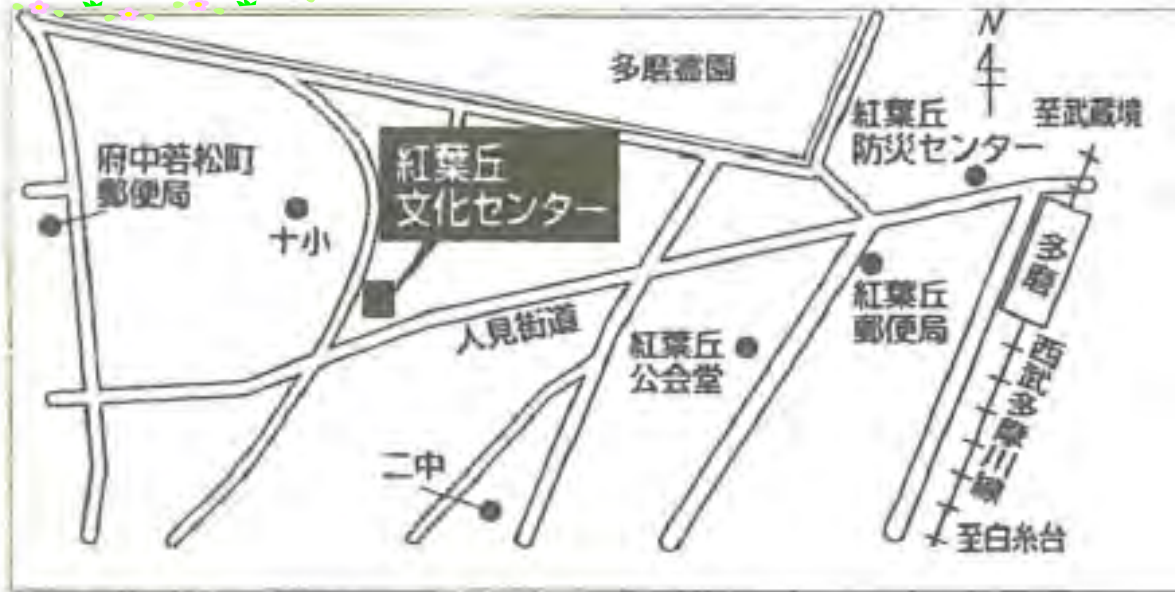 多磨霊園
N
至武蔵境
紅葉丘
防災センター
府中若松町
郵便局
紅葉丘
文化センター
十小
多磨
紅葉丘
郵便局
人見街道
紅葉丘
公会堂
西武多摩川線
二中
至白糸台